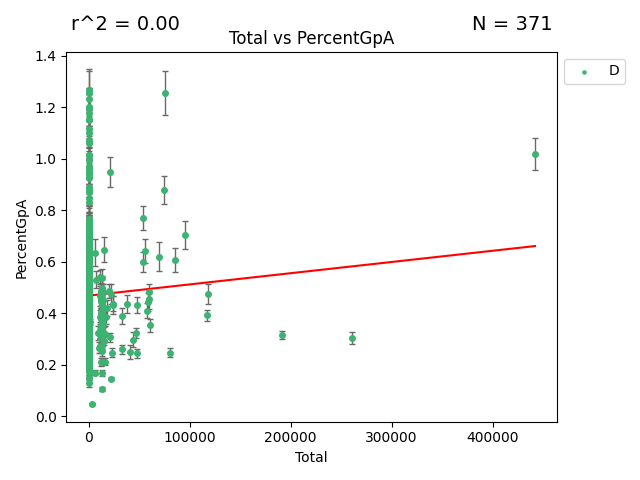 r^2 = 0.00
N = 371
Total vs PercentGpA
D
PercentGpA
1.4
1.2
1.0
0.8
0.6
0.4
0.2
0.0
0
100000
200000
300000
400000
Total